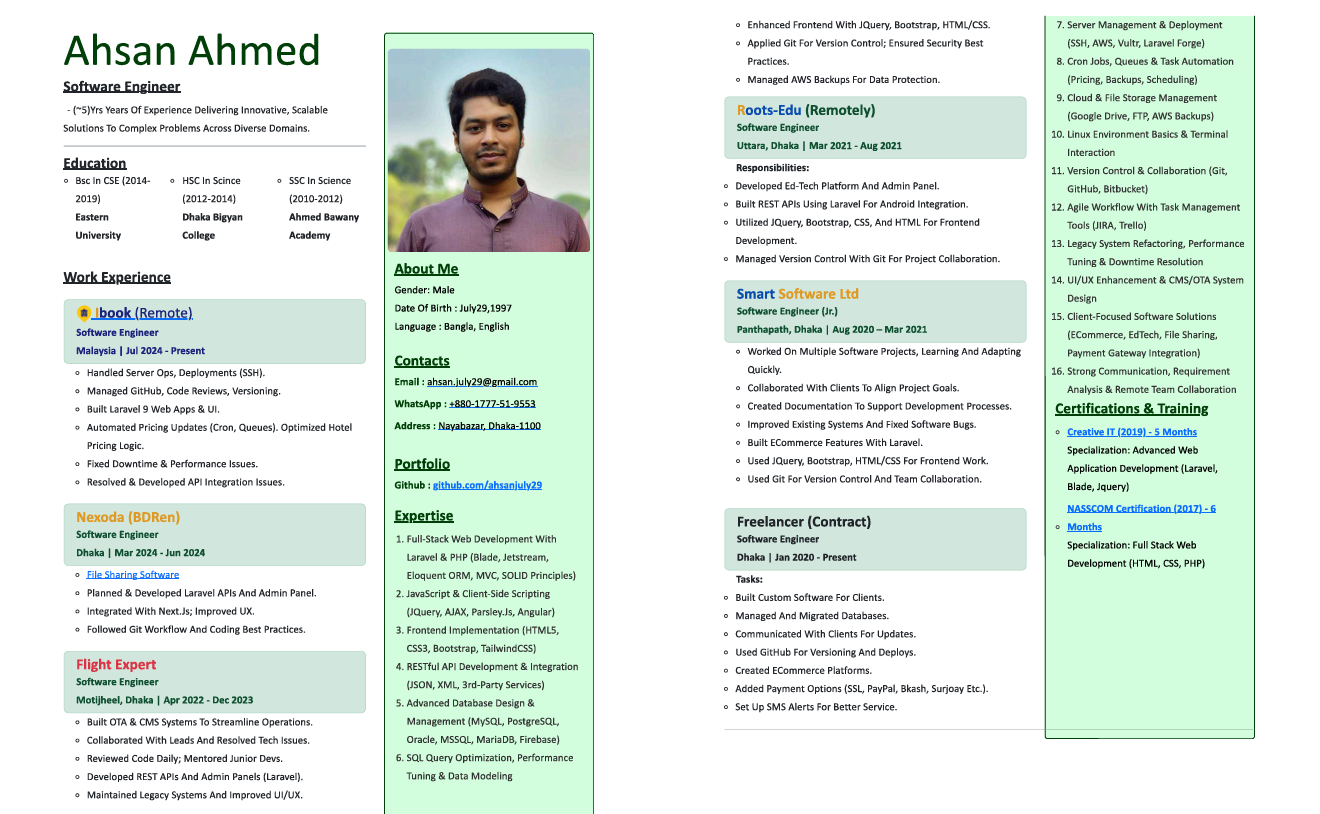 Ahsan Ahmed
Software Engineer
- (~5)Yrs Years Of Experience Delivering Innovative, Scalable
Solutions To Complex Problems Across Diverse Domains.
Education
Bsc In CSE (2014-
2019)
Eastern
University
HSC In Scince
(2012-2014)
Dhaka Bigyan
College
SSC In Science
(2010-2012)
Ahmed Bawany
Academy
Work Experience
Ibook (Remote)
Software Engineer
Malaysia | Jul 2024 - Present
Handled Server Ops, Deployments (SSH).
Managed GitHub, Code Reviews, Versioning.
Built Laravel 9 Web Apps & UI.
Automated Pricing Updates (Cron, Queues). Optimized Hotel
Pricing Logic.
Fixed Downtime & Performance Issues.
Resolved & Developed API Integration Issues.
Nexoda (BDRen)
Software Engineer
Dhaka | Mar 2024 - Jun 2024
File Sharing Software
Planned & Developed Laravel APIs And Admin Panel.
Integrated With Next.Js; Improved UX.
Followed Git Workflow And Coding Best Practices.
Flight Expert
Software Engineer
Motijheel, Dhaka | Apr 2022 - Dec 2023
Built OTA & CMS Systems To Streamline Operations.
Collaborated With Leads And Resolved Tech Issues.
Reviewed Code Daily; Mentored Junior Devs.
Developed REST APIs And Admin Panels (Laravel).
Maintained Legacy Systems And Improved UI/UX.
About Me
Gender: Male
Date Of Birth : July29,1997
Language : Bangla, English
Contacts
Email : ahsan.july29@gmail.com
WhatsApp : +880-1777-51-9553
Address : Nayabazar, Dhaka-1100
Portfolio
Github : github.com/ahsanjuly29
Expertise
1. Full-Stack Web Development With
Laravel & PHP (Blade, Jetstream,
Eloquent ORM, MVC, SOLID Principles)
2. JavaScript & Client-Side Scripting
(JQuery, AJAX, Parsley.Js, Angular)
3. Frontend Implementation (HTML5,
CSS3, Bootstrap, TailwindCSS)
4. RESTful API Development & Integration
(JSON, XML, 3rd-Party Services)
5. Advanced Database Design &
Management (MySQL, PostgreSQL,
Oracle, MSSQL, MariaDB, Firebase)
6. SQL Query Optimization, Performance
Tuning & Data Modeling
Enhanced Frontend With JQuery, Bootstrap, HTML/CSS.
Applied Git For Version Control; Ensured Security Best
Practices.
Managed AWS Backups For Data Protection.
Roots-Edu (Remotely)
Software Engineer
Uttara, Dhaka | Mar 2021 - Aug 2021
Responsibilities:
Developed Ed-Tech Platform And Admin Panel.
Built REST APIs Using Laravel For Android Integration.
Utilized JQuery, Bootstrap, CSS, And HTML For Frontend
Development.
Managed Version Control With Git For Project Collaboration.
Smart Software Ltd
Software Engineer (Jr.)
Panthapath, Dhaka | Aug 2020 – Mar 2021
Worked On Multiple Software Projects, Learning And Adapting
Quickly.
Collaborated With Clients To Align Project Goals.
Created Documentation To Support Development Processes.
Improved Existing Systems And Fixed Software Bugs.
Built ECommerce Features With Laravel.
Used JQuery, Bootstrap, HTML/CSS For Frontend Work.
Used Git For Version Control And Team Collaboration.
Freelancer (Contract)
Software Engineer
Dhaka | Jan 2020 - Present
Tasks:
Built Custom Software For Clients.
Managed And Migrated Databases.
Communicated With Clients For Updates.
Used GitHub For Versioning And Deploys.
Created ECommerce Platforms.
Added Payment Options (SSL, PayPal, Bkash, Surjoay Etc.).
Set Up SMS Alerts For Better Service.
7. Server Management & Deployment
(SSH, AWS, Vultr, Laravel Forge)
8. Cron Jobs, Queues & Task Automation
(Pricing, Backups, Scheduling)
9. Cloud & File Storage Management
(Google Drive, FTP, AWS Backups)
10. Linux Environment Basics & Terminal
Interaction
11. Version Control & Collaboration (Git,
GitHub, Bitbucket)
12. Agile Workflow With Task Management
Tools (JIRA, Trello)
13. Legacy System Refactoring, Performance
Tuning & Downtime Resolution
14. UI/UX Enhancement & CMS/OTA System
Design
15. Client-Focused Software Solutions
(ECommerce, EdTech, File Sharing,
Payment Gateway Integration)
16. Strong Communication, Requirement
Analysis & Remote Team Collaboration
Certifications & Training
Creative IT (2019) - 5 Months
Specialization: Advanced Web
Application Development (Laravel,
Blade, Jquery)
NASSCOM Certification (2017) - 6
Months
Specialization: Full Stack Web
Development (HTML, CSS, PHP)